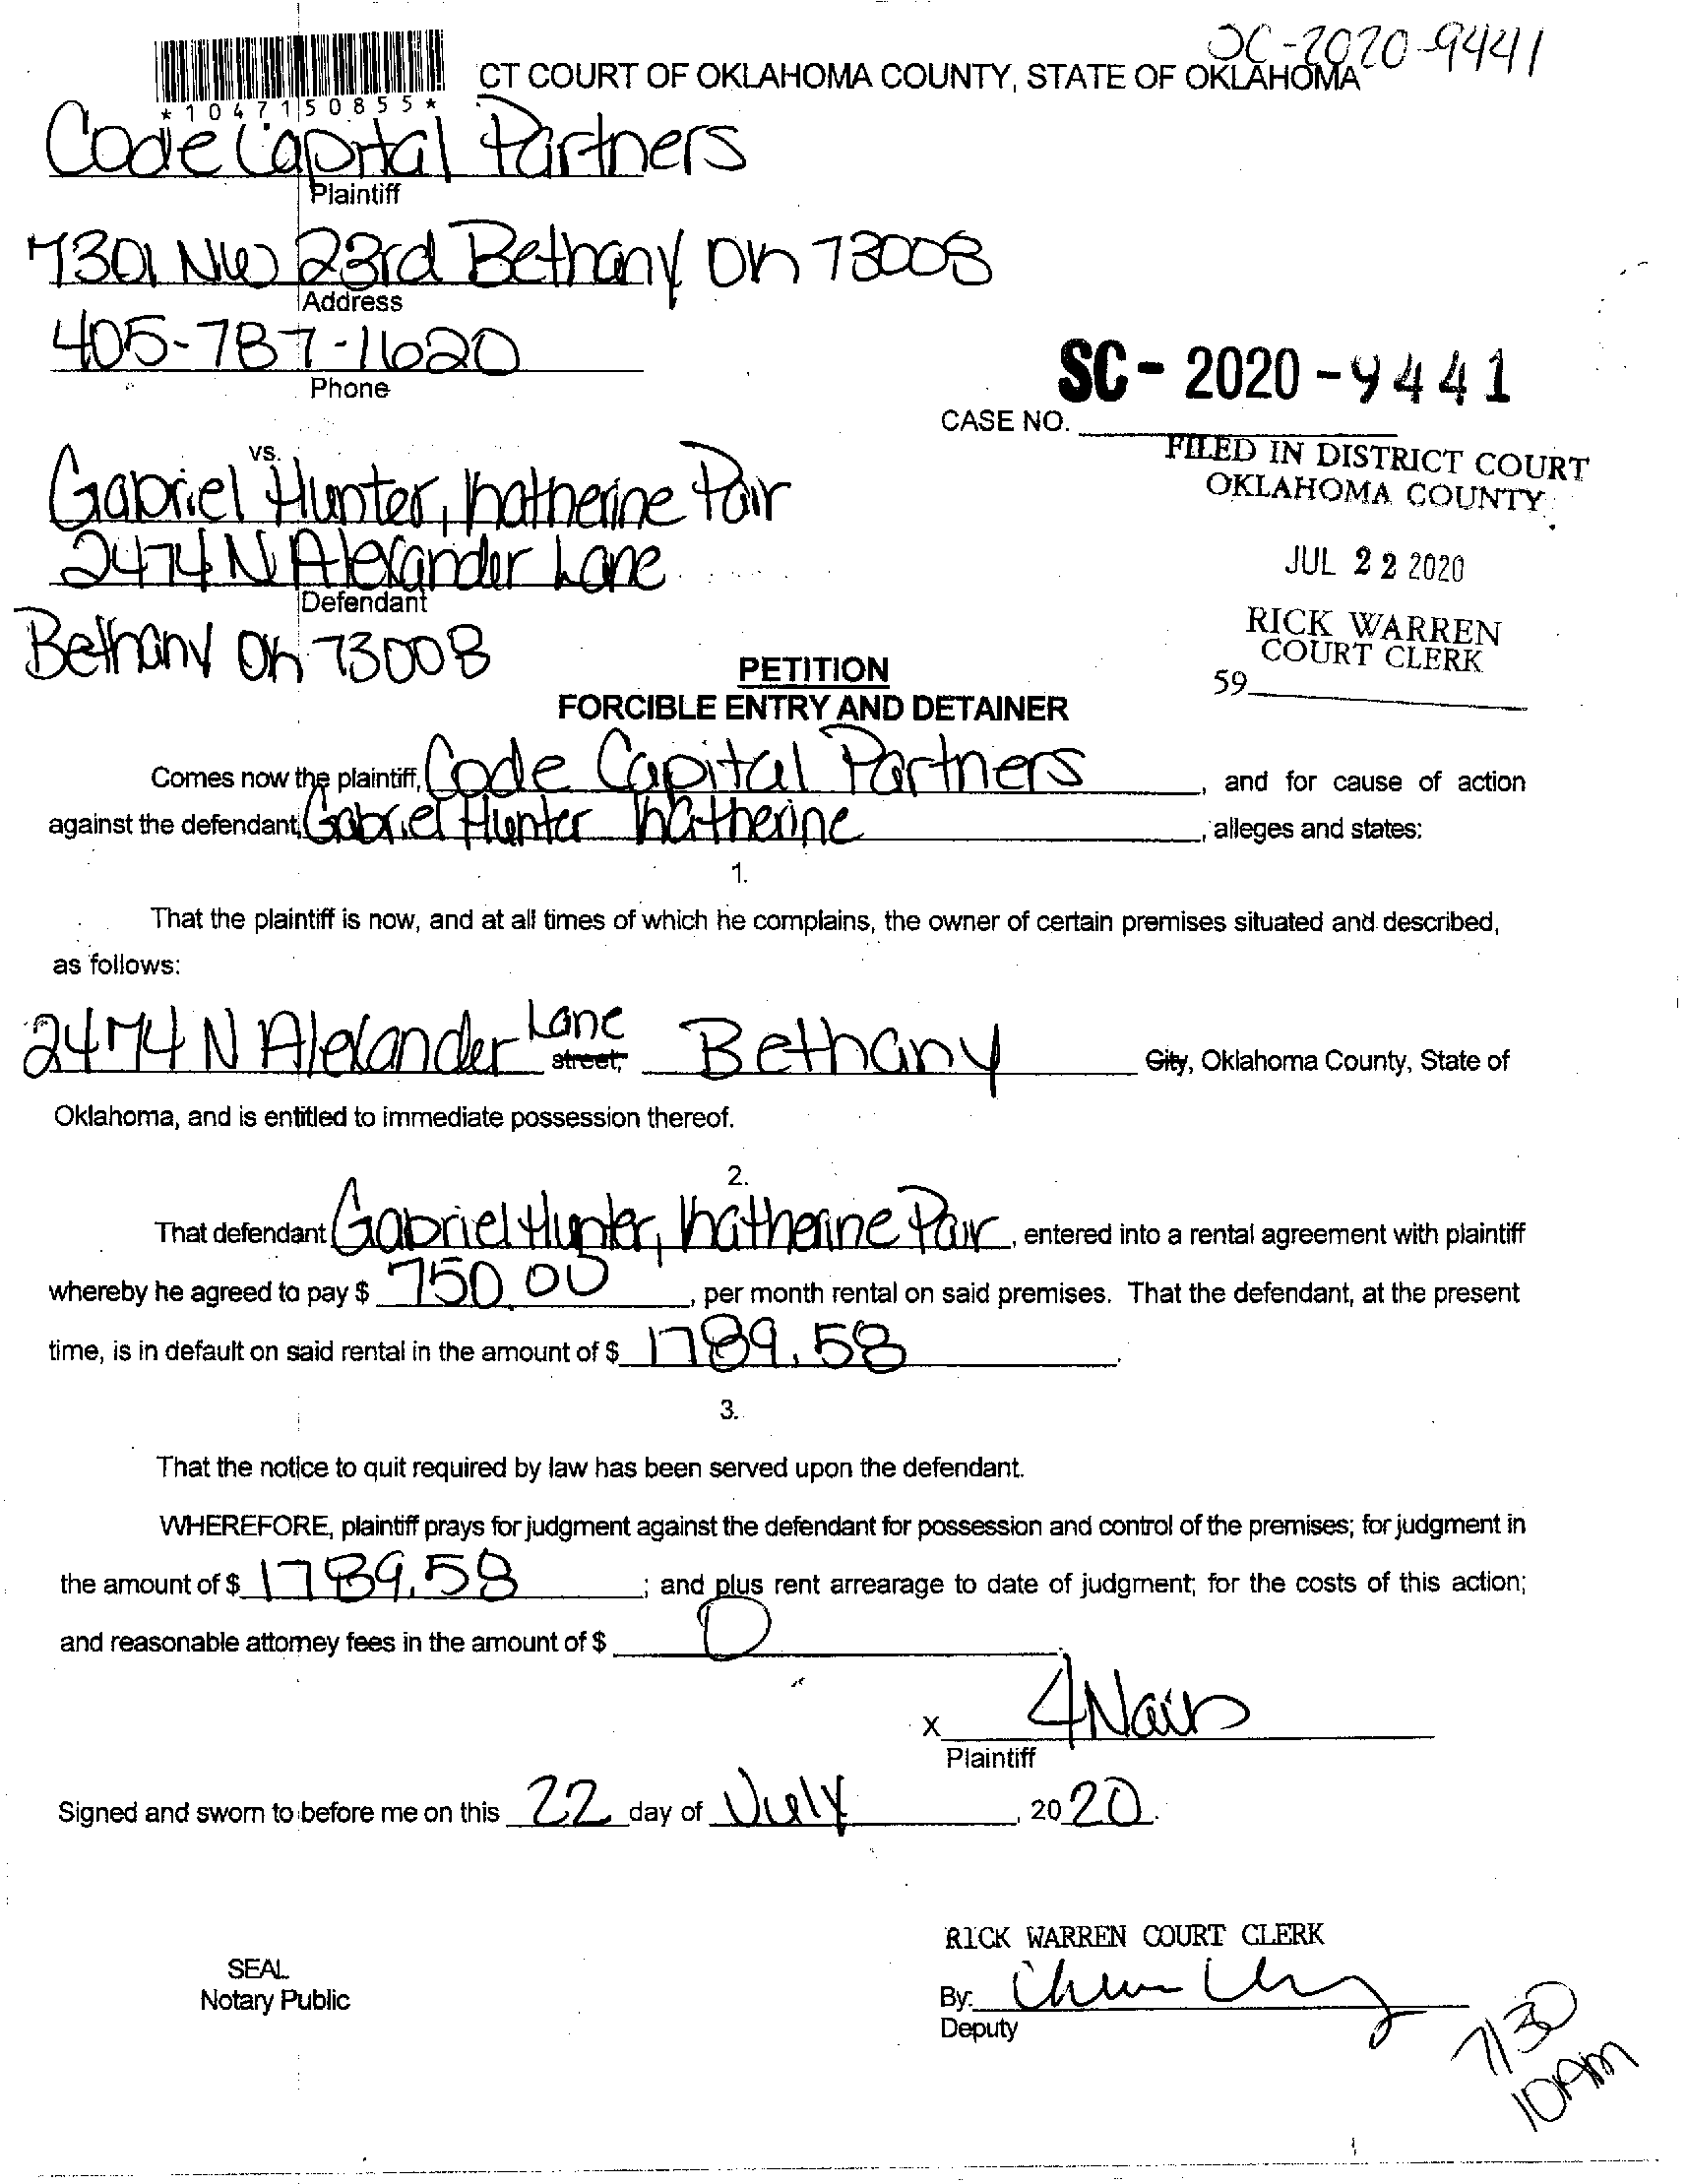 SC-2020-9441
CT COURT OF OKLAHOMA COUNTY, STATE OF OKLAHOMA
*1047150855*
Code Capital Partners
Plaintiff
7301 NW 23rd Bethany Ok 73008
Address
405-787-1620
Phone
SC- 2020 -9441
CASE NO.
FILED IN DISTRICT COURT
OKLAHOMA COUNTY
vs.
Gabriel Hunter, Katherine Pair
2474 N Alexander Lane
JUL 22 2020
Defendant
RICK WARREN
COURT CLERK
Bethany Ok 73008
59
PETITION
FORCIBLE ENTRY AND DETAINER
Comes now the plaintiff, Code Capital Partners, and for cause of action
against the defendant, Gabriel Hunter Katherine, alleges and states:
1.
That the plaintiff is now, and at all times of which he complains, the owner of certain premises situated and described,
as follows:
2474 N Alexander Lane street, Bethany City, Oklahoma County, State of
Oklahoma, and is entitled to immediate possession thereof.
2.
That defendant Gabriel Hunter, Katherine Pair, entered into a rental agreement with plaintiff
whereby he agreed to pay $ 750.00, per month rental on said premises. That the defendant, at the present
time, is in default on said rental in the amount of $ 1789.58.
3.
That the notice to quit required by law has been served upon the defendant.
WHEREFORE, plaintiff prays for judgment against the defendant for possession and control of the premises; for judgment in
the amount of $ 1789.58; and plus rent arrearage to date of judgment; for the costs of this action;
and reasonable attorney fees in the amount of $ 0.
X
Plaintiff
Signed and sworn to before me on this 22 day of July, 2020.
RICK WARREN COURT CLERK
SEAL
Notary Public
By:
Deputy
7/30
10AM